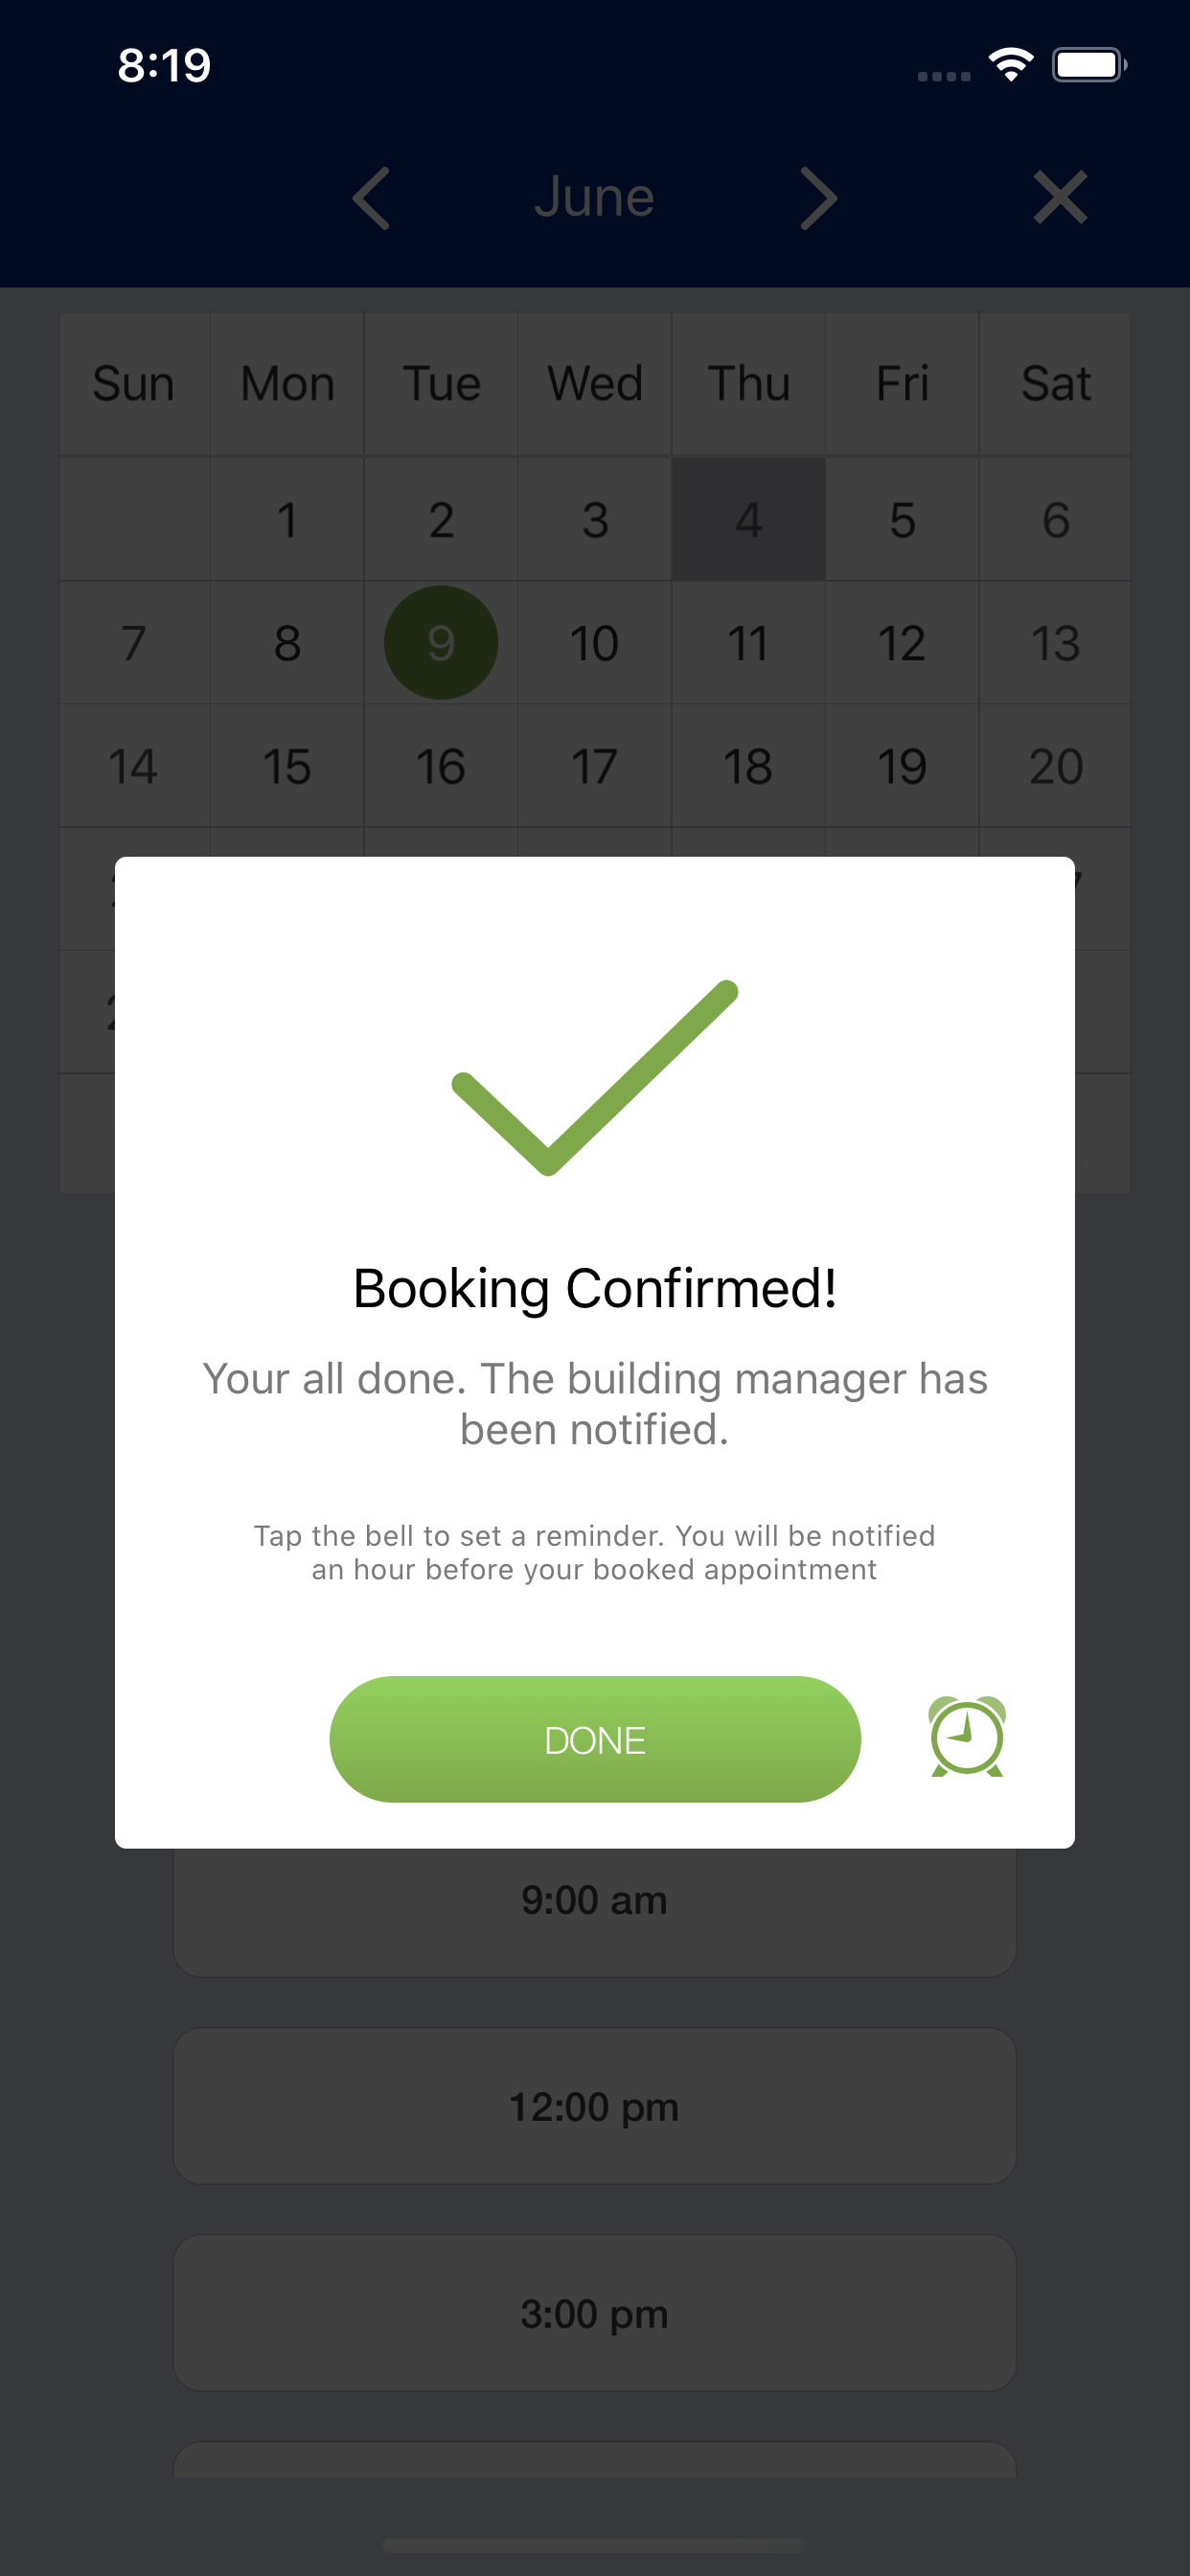 8:19
June
Sun Mon Tue Wed Thu Fri Sat
1 2 3 4 5 6
7 8 9 10 11 12 13
14 15 16 17 18 19 20
Booking Confirmed!
Your all done. The building manager has
been notified.
Tap the bell to set a reminder. You will be notified
an hour before your booked appointment
DONE
9:00 am
12:00 pm
3:00 pm